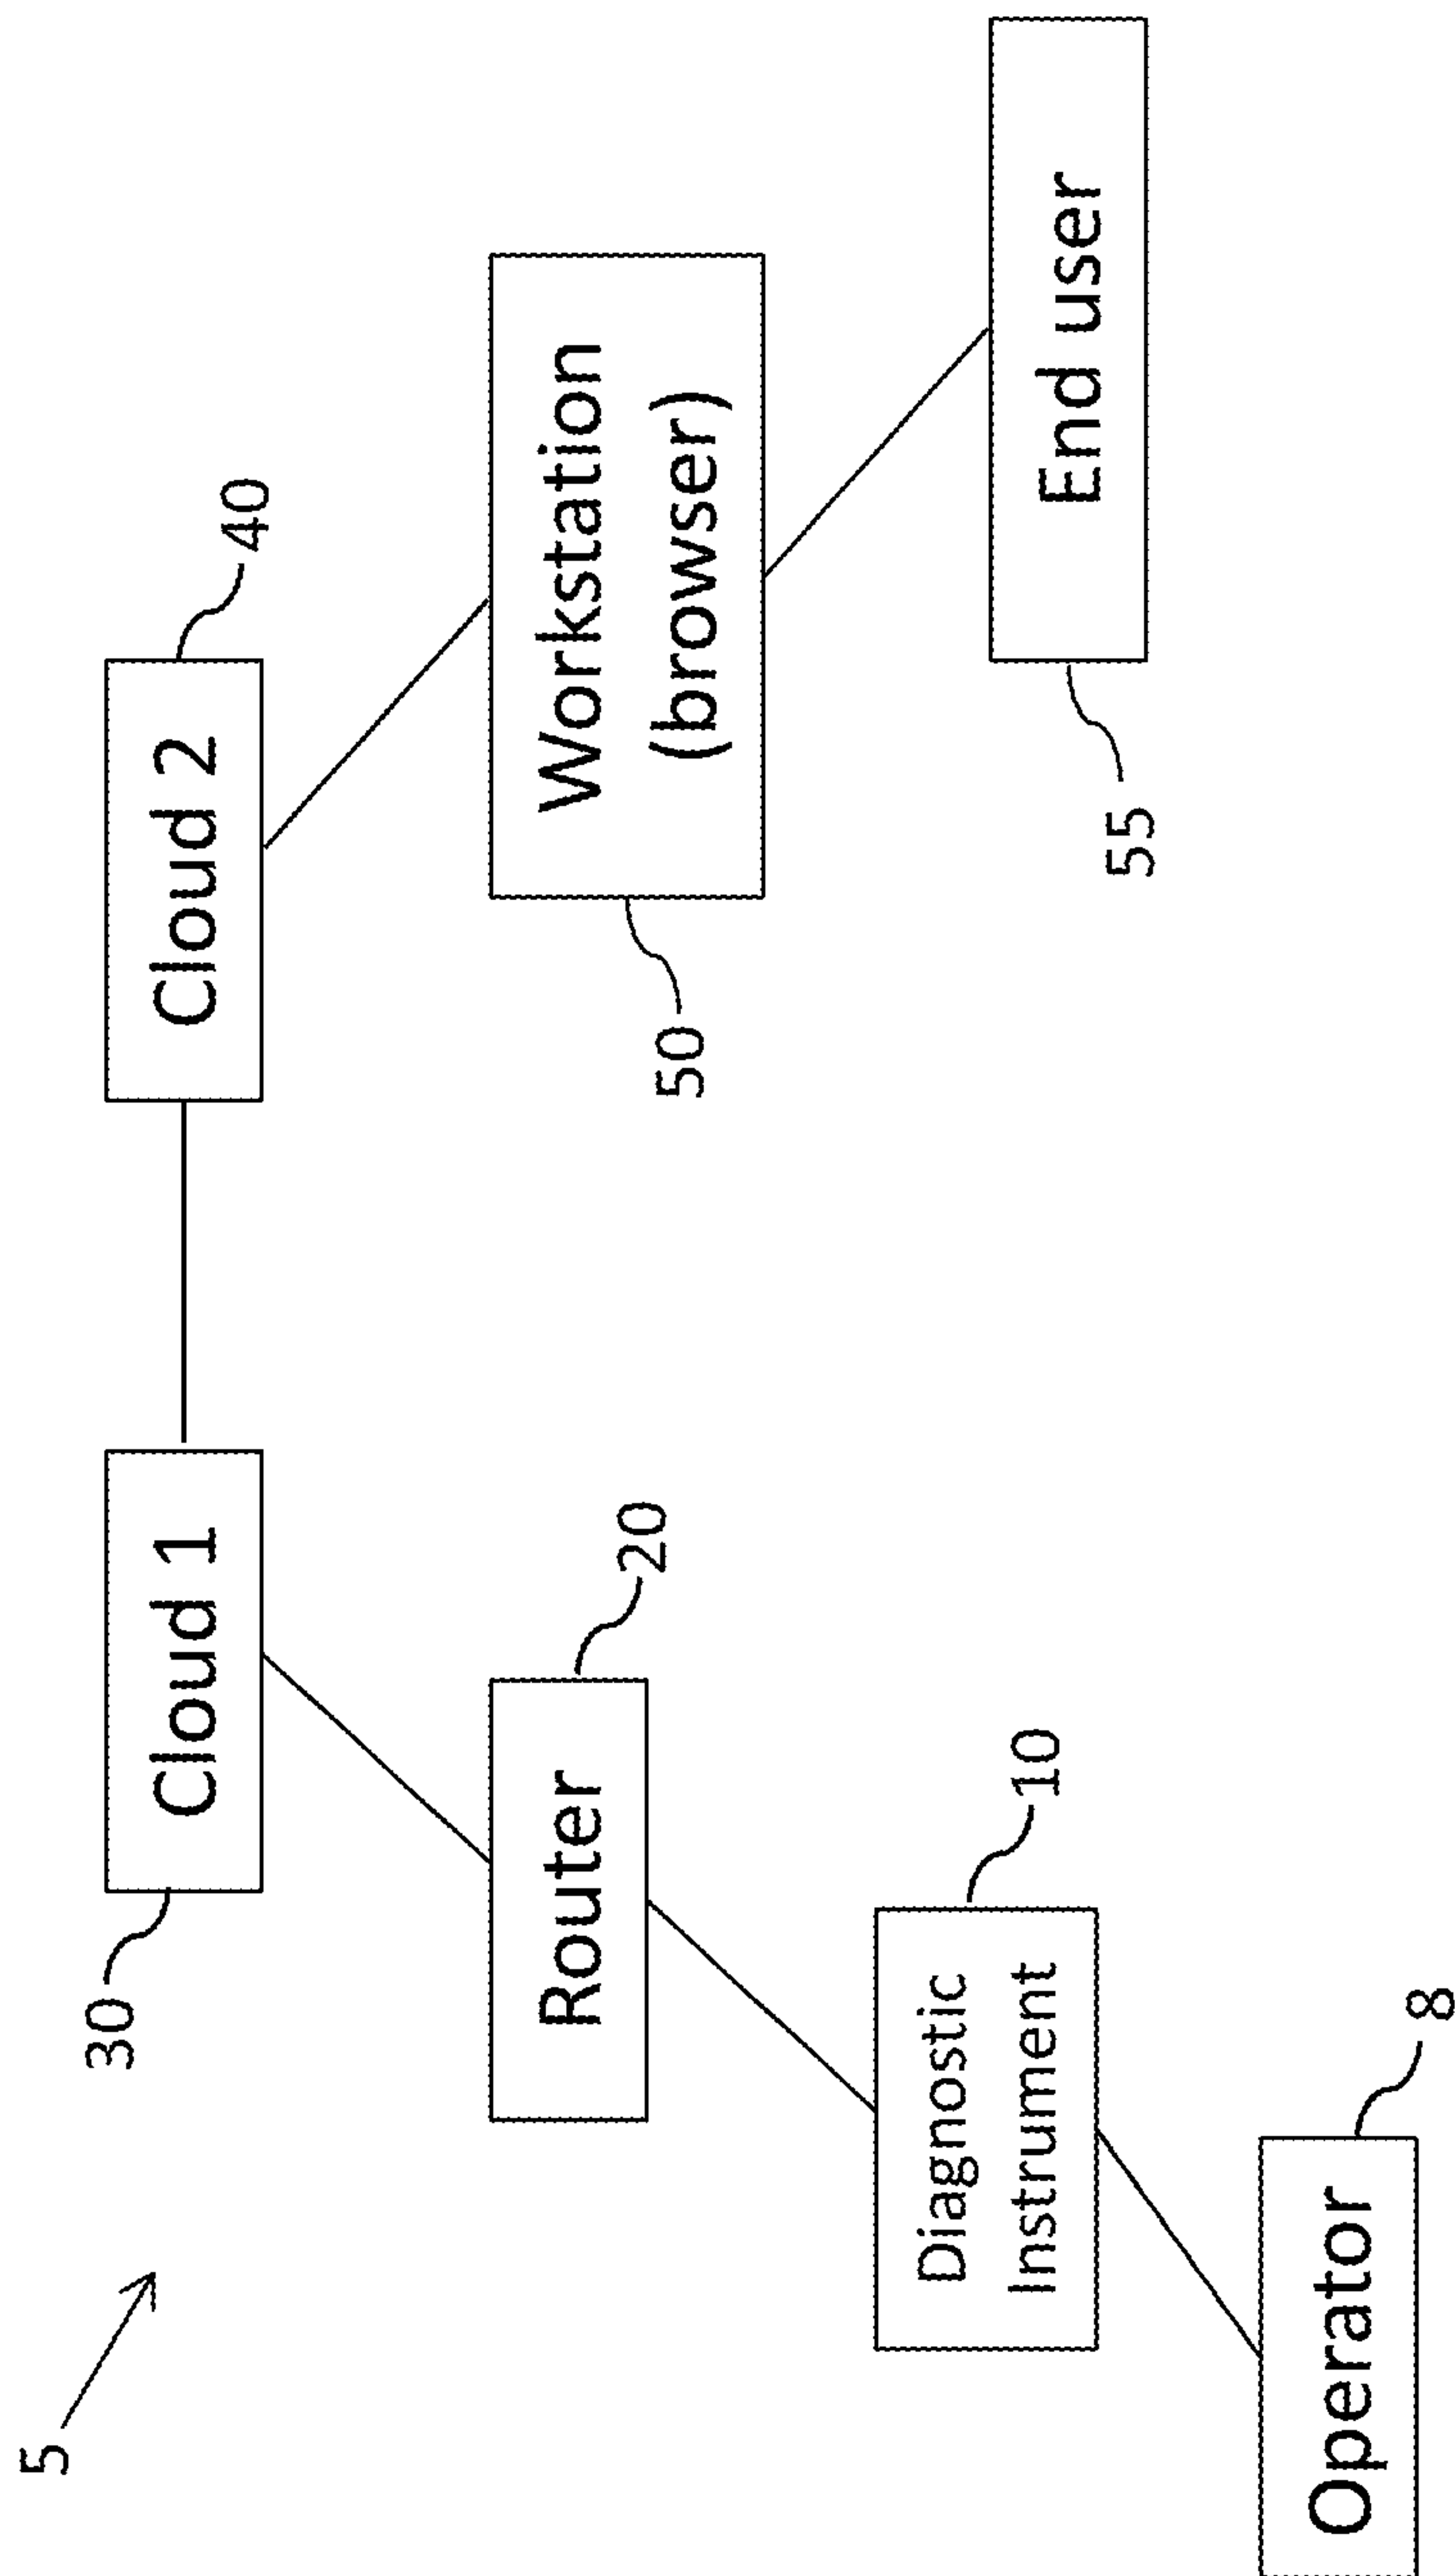 5
30
Cloud 1
Cloud 2
40
Router
20
Workstation
(browser)
50
Diagnostic
Instrument
10
End user
55
Operator
8